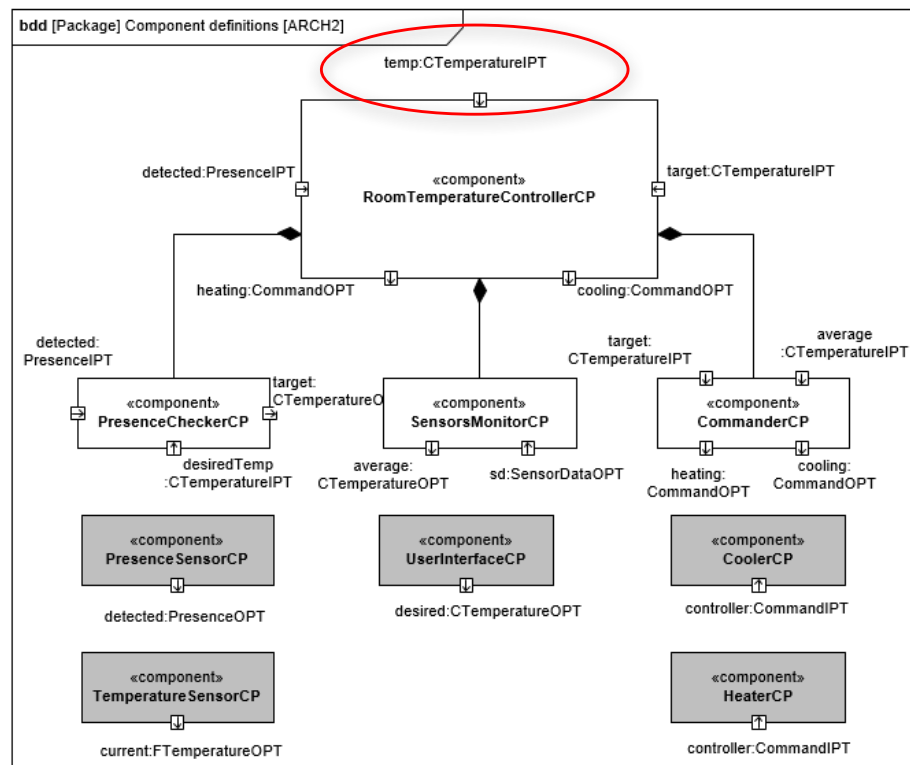 bdd [Package] Component definitions [ARCH2]
temp:CTemperatureIPT
detected:PresenceIPT
«component»
RoomTemperatureControllerCP
target:CTemperatureIPT
heating:CommandOPT
cooling:CommandOPT
detected:
PresenceIPT
«component»
PresenceCheckerCP
target:
CTemperatureO
desiredTemp
:CTemperatureIPT
«component»
SensorsMonitorCP
average:
CTemperatureOPT
sd:SensorDataOPT
target:
CTemperatureIPT
average
:CTemperatureIPT
«component»
CommanderCP
heating:
CommandOPT
cooling:
CommandOPT
«component»
PresenceSensorCP
detected:PresenceOPT
«component»
UserInterfaceCP
desired:CTemperatureOPT
«component»
CoolerCP
controller:CommandIPT
«component»
TemperatureSensorCP
current:FTemperatureOPT
«component»
HeaterCP
controller:CommandIPT